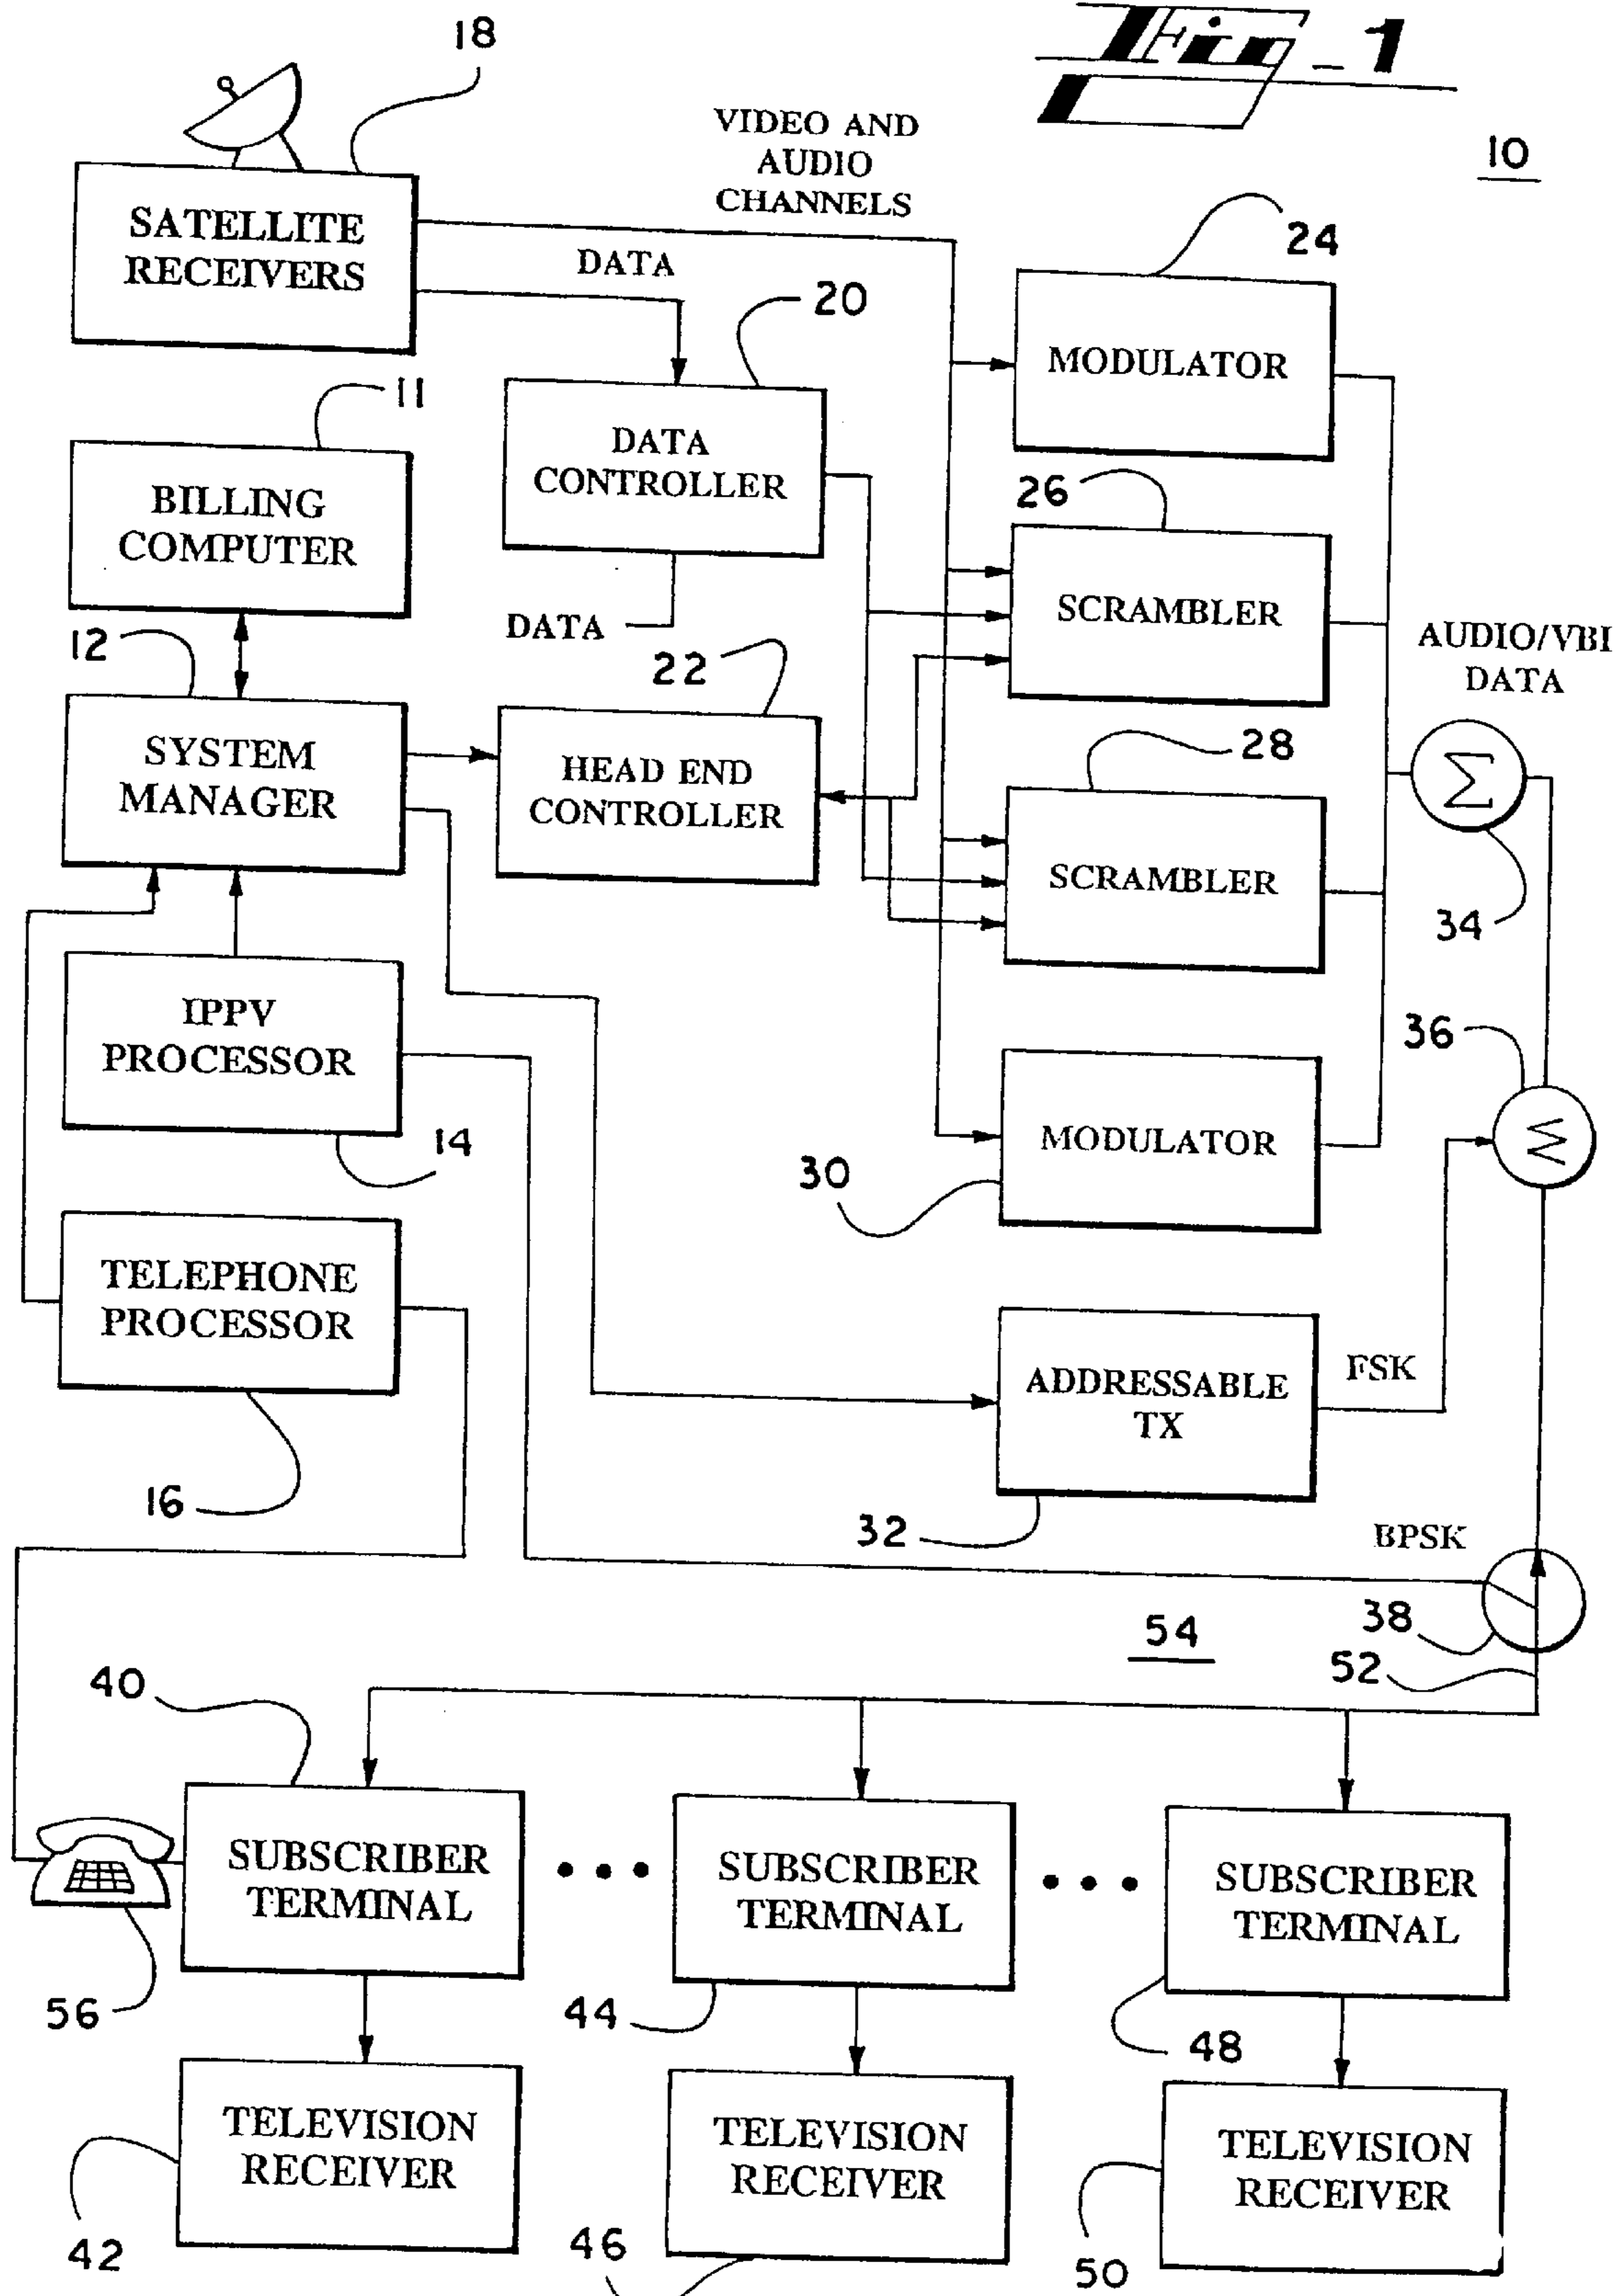 Fig_1
10
18
VIDEO AND
AUDIO
CHANNELS
SATELLITE
RECEIVERS
DATA
20
24
MODULATOR
11
BILLING
COMPUTER
DATA
CONTROLLER
DATA
26
SCRAMBLER
AUDIO/VBI
DATA
12
SYSTEM
MANAGER
22
HEAD END
CONTROLLER
28
SCRAMBLER
Σ
34
IPPV
PROCESSOR
14
36
Σ
MODULATOR
30
TELEPHONE
PROCESSOR
16
ADDRESSABLE
TX
FSK
32
BPSK
38
54
52
40
SUBSCRIBER
TERMINAL
SUBSCRIBER
TERMINAL
SUBSCRIBER
TERMINAL
56
44
48
TELEVISION
RECEIVER
TELEVISION
RECEIVER
TELEVISION
RECEIVER
42
46
50